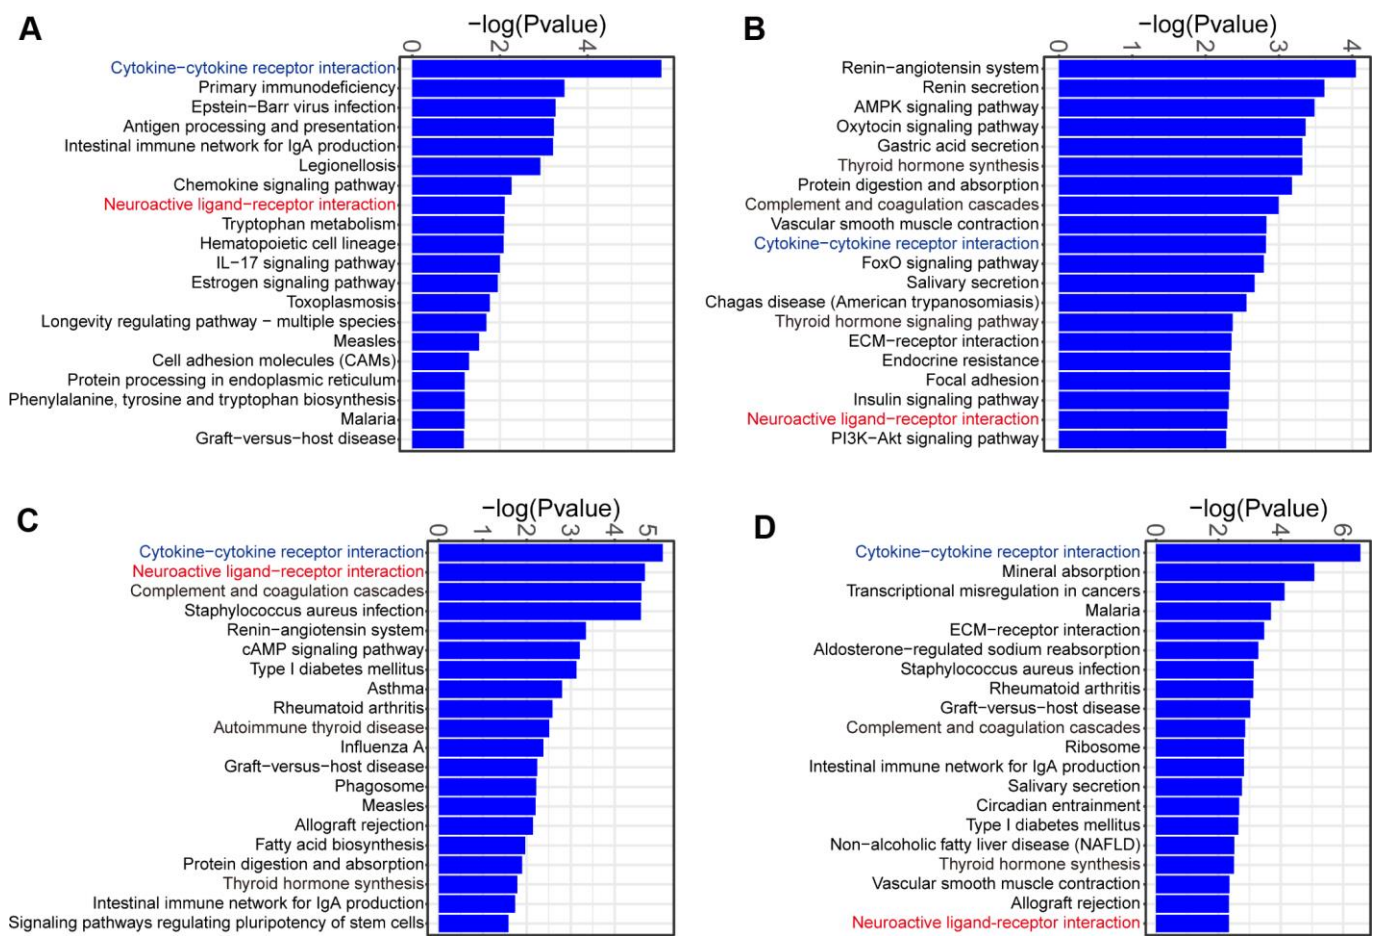 A
−log(Pvalue)
0 2 4
Cytokine−cytokine receptor interaction
Primary immunodeficiency
Epstein−Barr virus infection
Antigen processing and presentation
Intestinal immune network for IgA production
Legionellosis
Chemokine signaling pathway
Neuroactive ligand−receptor interaction
Tryptophan metabolism
Hematopoietic cell lineage
IL−17 signaling pathway
Estrogen signaling pathway
Toxoplasmosis
Longevity regulating pathway − multiple species
Measles
Cell adhesion molecules (CAMs)
Protein processing in endoplasmic reticulum
Phenylalanine, tyrosine and tryptophan biosynthesis
Malaria
Graft−versus−host disease
B
−log(Pvalue)
0 1 2 3 4
Renin−angiotensin system
Renin secretion
AMPK signaling pathway
Oxytocin signaling pathway
Gastric acid secretion
Thyroid hormone synthesis
Protein digestion and absorption
Complement and coagulation cascades
Vascular smooth muscle contraction
Cytokine−cytokine receptor interaction
FoxO signaling pathway
Salivary secretion
Chagas disease (American trypanosomiasis)
Thyroid hormone signaling pathway
ECM−receptor interaction
Endocrine resistance
Focal adhesion
Insulin signaling pathway
Neuroactive ligand−receptor interaction
PI3K−Akt signaling pathway
C
−log(Pvalue)
0 1 2 3 4 5
Cytokine−cytokine receptor interaction
Neuroactive ligand−receptor interaction
Complement and coagulation cascades
Staphylococcus aureus infection
Renin−angiotensin system
cAMP signaling pathway
Type I diabetes mellitus
Asthma
Rheumatoid arthritis
Autoimmune thyroid disease
Influenza A
Graft−versus−host disease
Phagosome
Measles
Allograft rejection
Fatty acid biosynthesis
Protein digestion and absorption
Thyroid hormone synthesis
Intestinal immune network for IgA production
Signaling pathways regulating pluripotency of stem cells
D
−log(Pvalue)
0 2 4 6
Cytokine−cytokine receptor interaction
Mineral absorption
Transcriptional misregulation in cancers
Malaria
ECM−receptor interaction
Aldosterone−regulated sodium reabsorption
Staphylococcus aureus infection
Rheumatoid arthritis
Graft−versus−host disease
Complement and coagulation cascades
Ribosome
Intestinal immune network for IgA production
Salivary secretion
Circadian entrainment
Type I diabetes mellitus
Non−alcoholic fatty liver disease (NAFLD)
Thyroid hormone synthesis
Vascular smooth muscle contraction
Allograft rejection
Neuroactive ligand-receptor interaction